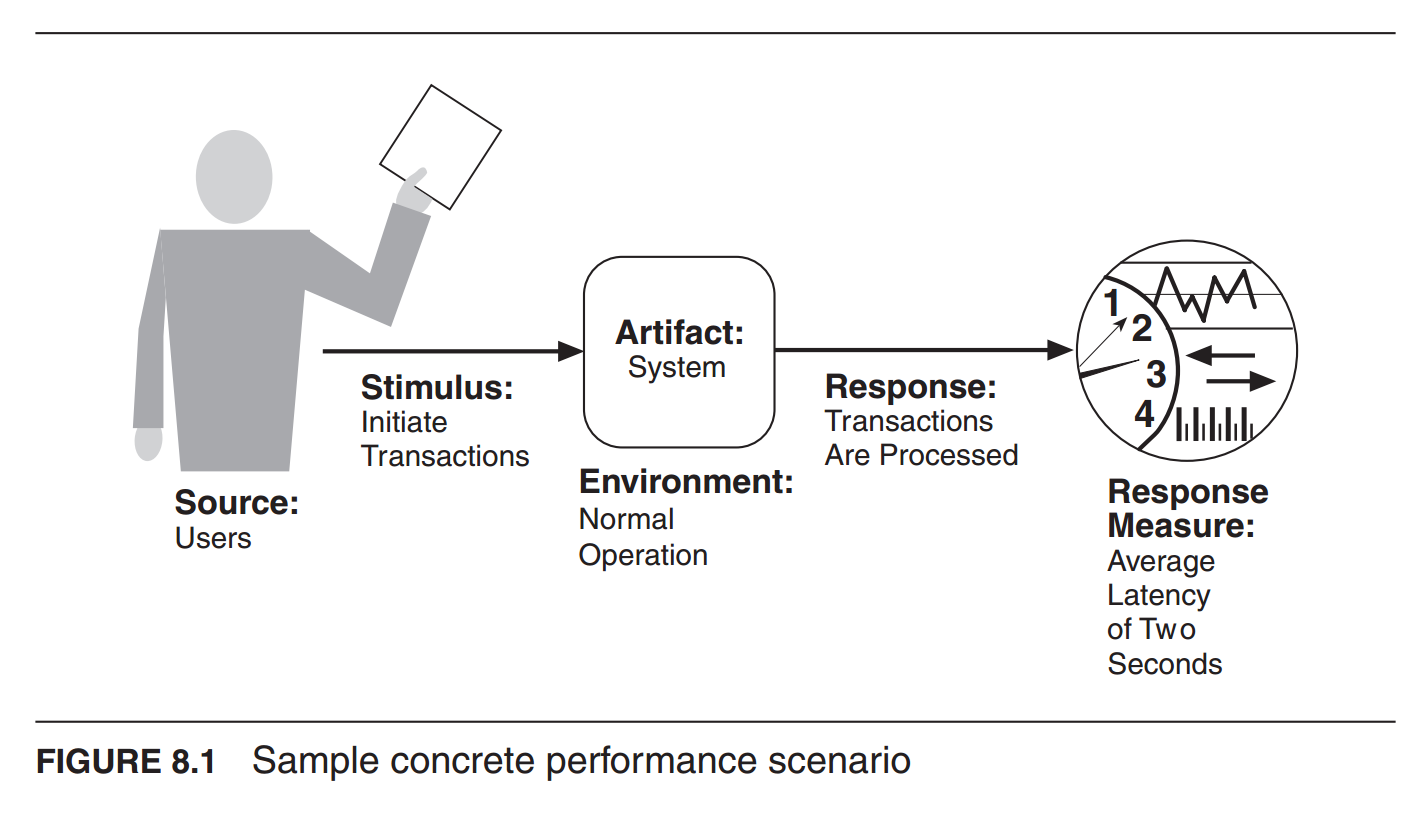 Source:
Users
Stimulus:
Initiate
Transactions
Artifact:
System
Environment:
Normal
Operation
Response:
Transactions
Are Processed
1
2
3
4
Response
Measure:
Average
Latency
of Two
Seconds
FIGURE 8.1 Sample concrete performance scenario